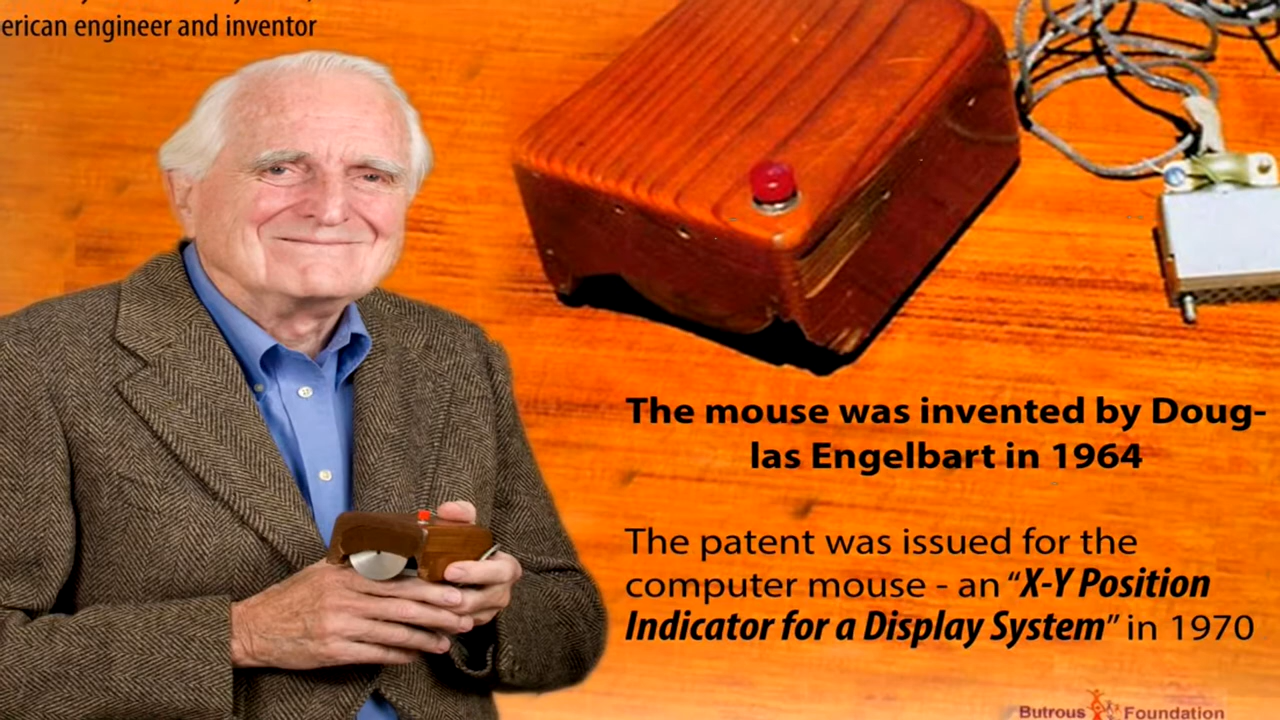 erican engineer and inventor
The mouse was invented by Doug-
las Engelbart in 1964
The patent was issued for the
computer mouse - an “X-Y Position
Indicator for a Display System” in 1970
Butrous Foundation